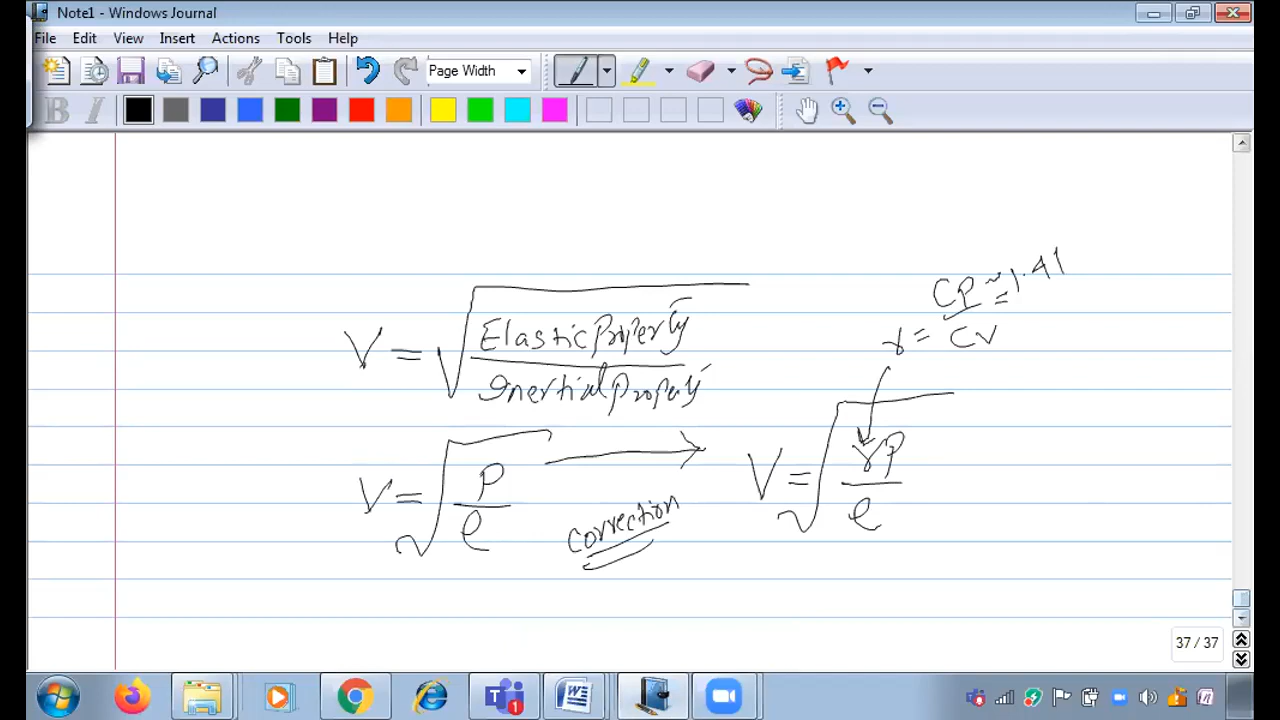 Note1 - Windows Journal
File Edit View Insert Actions Tools Help
Page Width
B I
V = √ Elastic Property
Inertial Property
γ = CP ≈ 1.41
CV
V = √ P
ρ
correction
V = √ γP
ρ
37 / 37
1